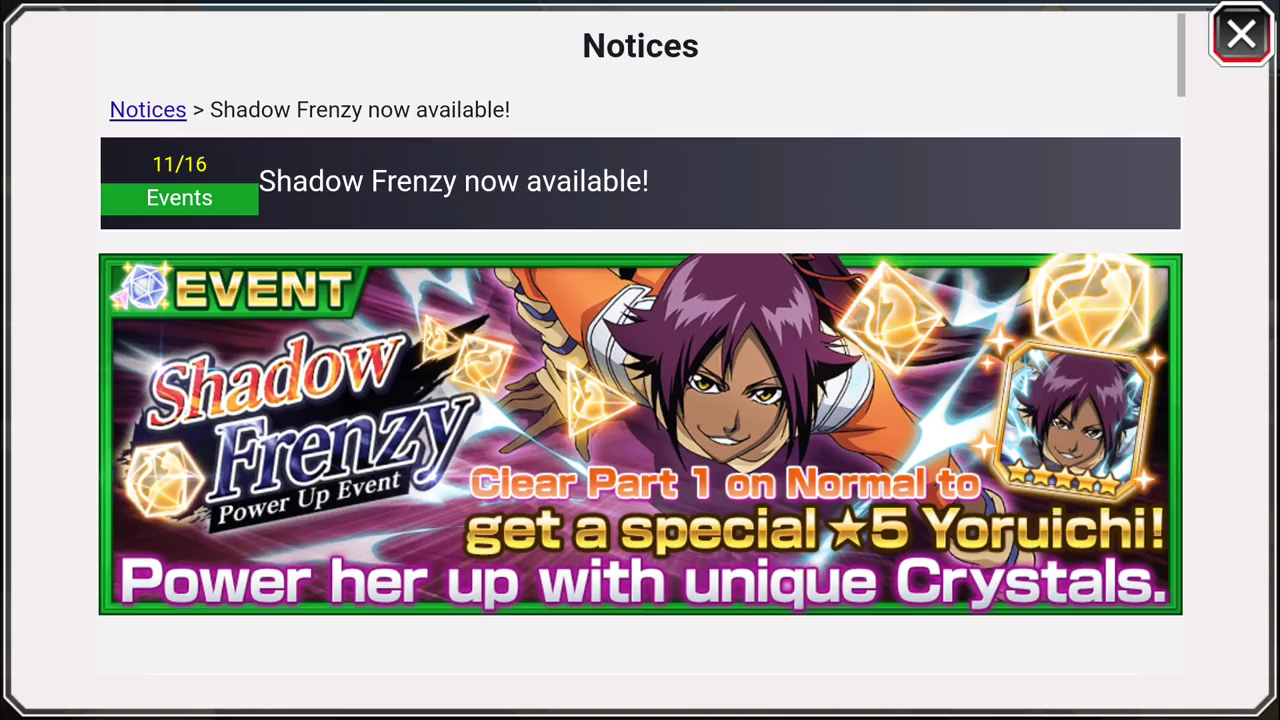 Notices
Notices > Shadow Frenzy now available!
11/16
Events
Shadow Frenzy now available!
EVENT
Shadow
Frenzy
Power Up Event
Clear Part 1 on Normal to
get a special ★5 Yoruichi!
Power her up with unique Crystals.